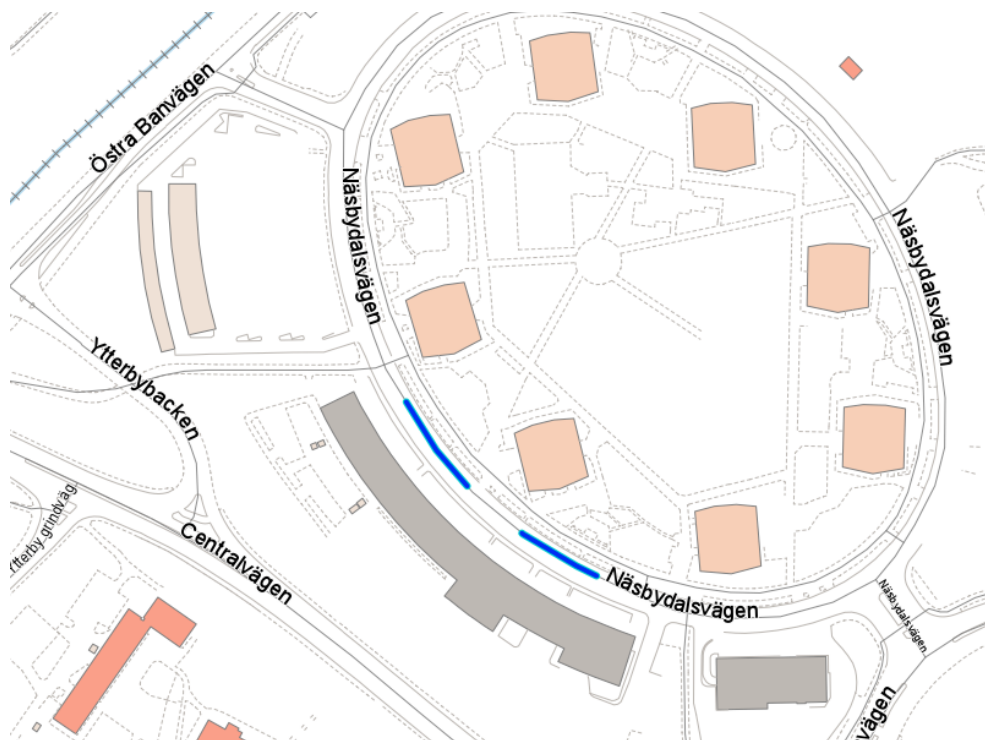 Östra Banvägen
Näsbydalsvägen
Näsbydalsvägen
Ytterbybacken
Ytterby grindväg
Centralvägen
Näsbydalsvägen
Näsbydalsvägen
vägen